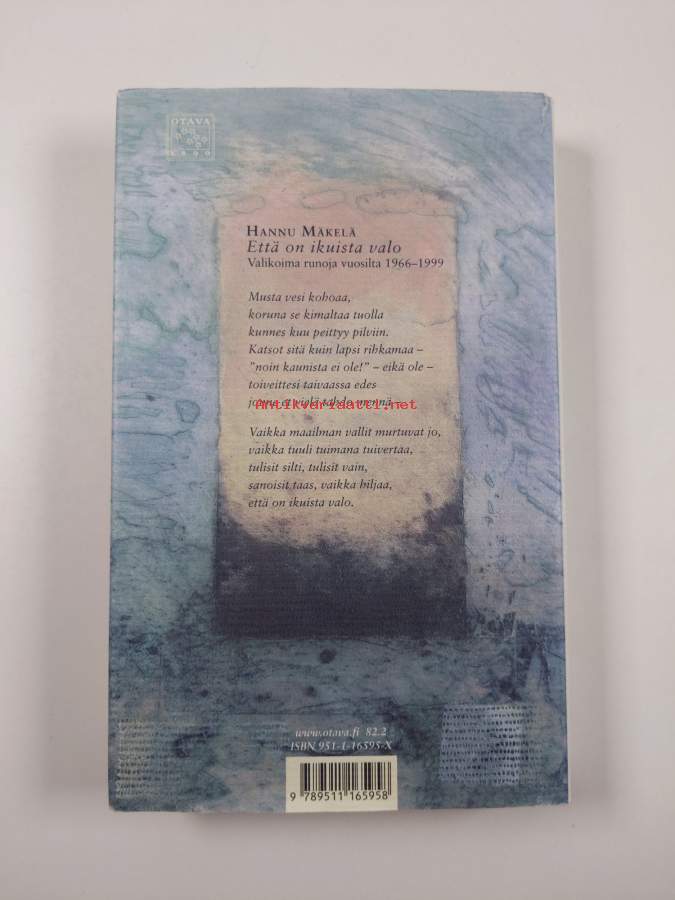 OTAVA
1890
HANNU MÄKELÄ
Että on ikuista valo
Valikoima runoja vuosilta 1966–1999
Musta vesi kohoaa,
koruna se kimaltaa tuolla
kunnes kuu peittyy pilviin.
Katsot sitä kuin lapsi rihkamaa –
"noin kaunista ei ole!" – eikä ole –
toiveittesi taivaassa edes
mennä –
Antikvariaatti.net
Vaikka maailman vallit murtuvat jo,
vaikka tuuli tuimana tuivertaa,
tulisit silti, tulisit vain,
sanoisit taas, vaikka hiljaa,
että on ikuista valo.
www.otava.fi 82.2
ISBN 951-1-16595-X
9 789511 165958